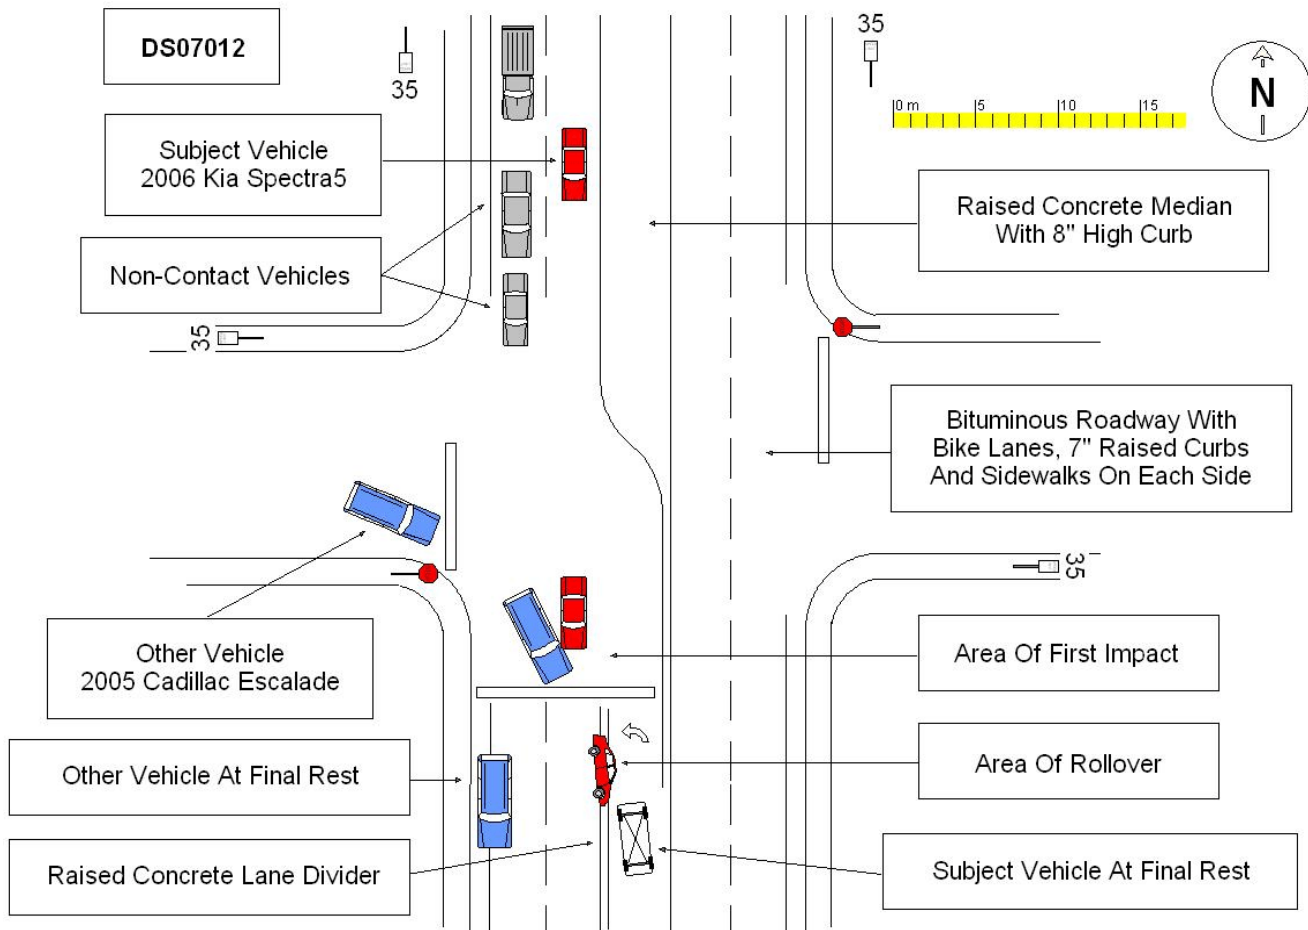 DS07012
35
35
N
0 m 5 10 15
Subject Vehicle
2006 Kia Spectra5
Raised Concrete Median
With 8" High Curb
Non-Contact Vehicles
35
Bituminous Roadway With
Bike Lanes, 7" Raised Curbs
And Sidewalks On Each Side
35
Other Vehicle
2005 Cadillac Escalade
Area Of First Impact
Other Vehicle At Final Rest
Area Of Rollover
Raised Concrete Lane Divider
Subject Vehicle At Final Rest